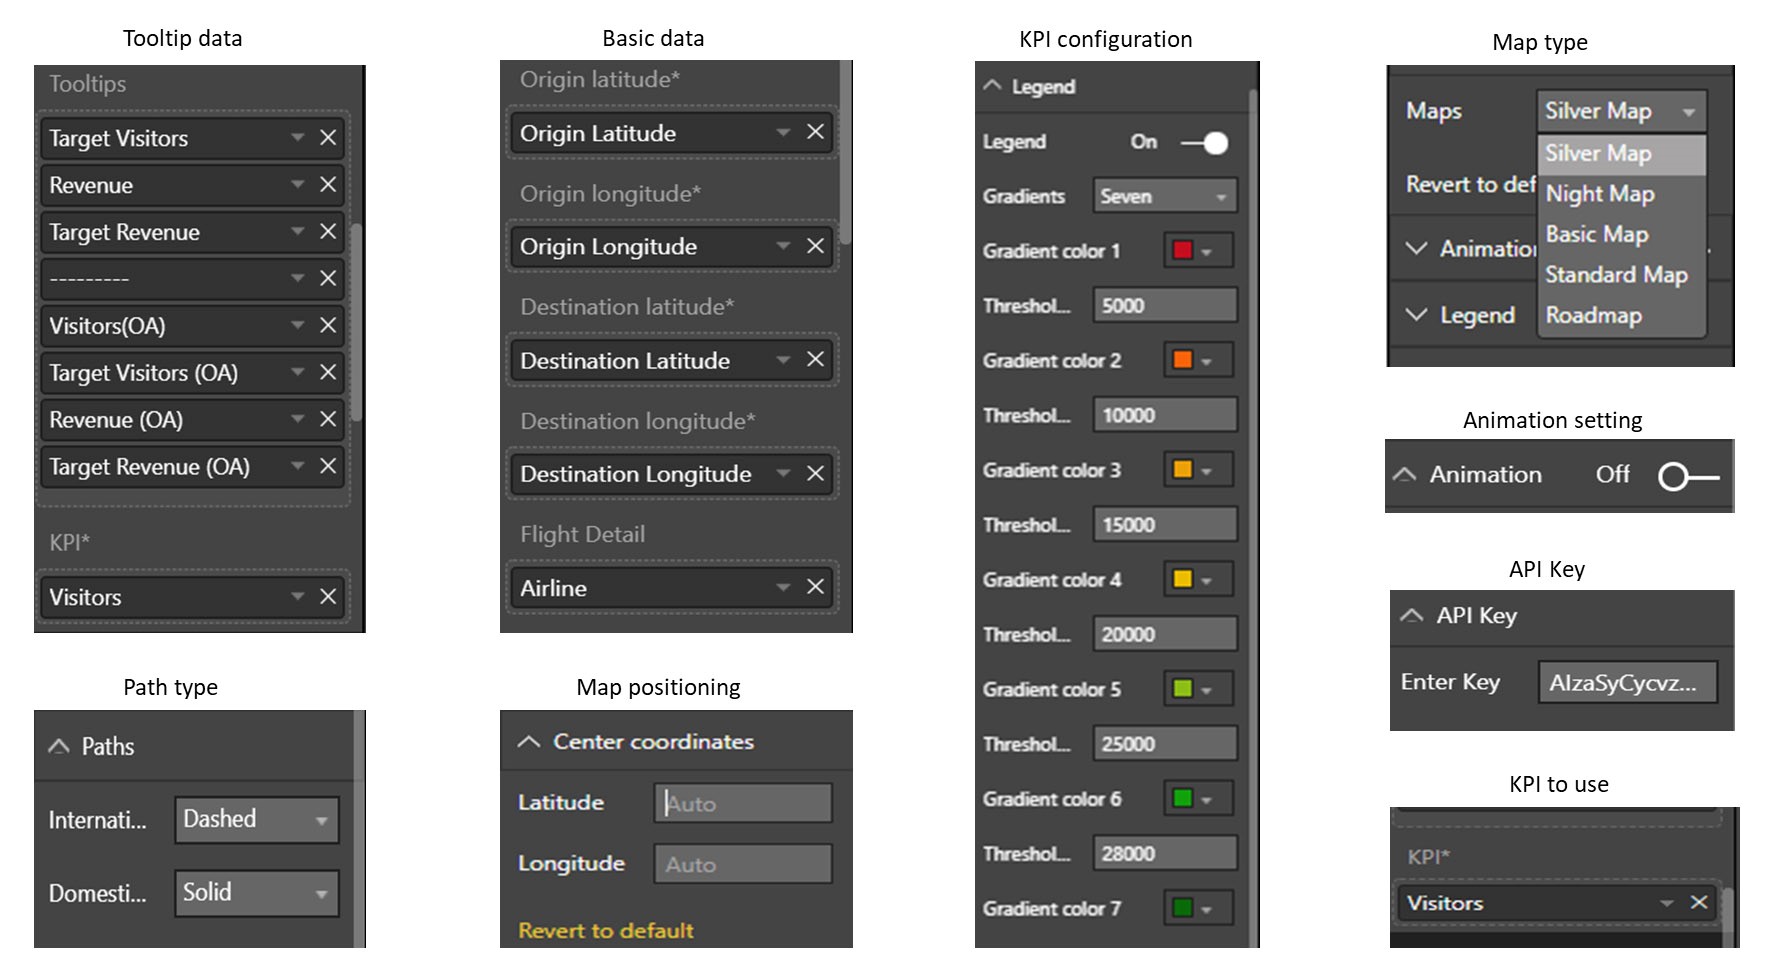 Tooltip data
Tooltips
Target Visitors
Revenue
Target Revenue
---------
Visitors(OA)
Target Visitors (OA)
Revenue (OA)
Target Revenue (OA)
KPI*
Visitors
Path type
Paths
Internati... Dashed
Domesti... Solid
Basic data
Origin latitude*
Origin Latitude
Origin longitude*
Origin Longitude
Destination latitude*
Destination Latitude
Destination longitude*
Destination Longitude
Flight Detail
Airline
Map positioning
Center coordinates
Latitude Auto
Longitude Auto
Revert to default
KPI configuration
Legend
Legend On
Gradients Seven
Gradient color 1
Threshol... 5000
Gradient color 2
Threshol... 10000
Gradient color 3
Threshol... 15000
Gradient color 4
Threshol... 20000
Gradient color 5
Threshol... 25000
Gradient color 6
Threshol... 28000
Gradient color 7
Map type
Maps Silver Map
Silver Map
Revert to def
Night Map
Basic Map
Animatio
Standard Map
Legend Roadmap
Animation setting
Animation Off
API Key
API Key
Enter Key AIzaSyCycvz...
KPI to use
KPI*
Visitors